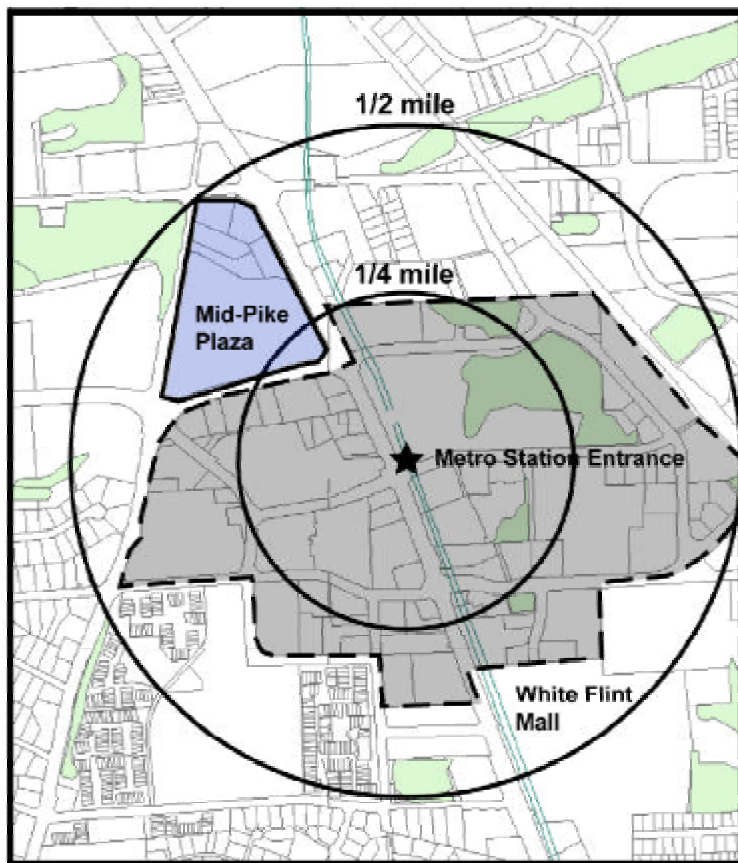 1/2 mile
1/4 mile
Mid-Pike
Plaza
Metro Station Entrance
White Flint
Mall